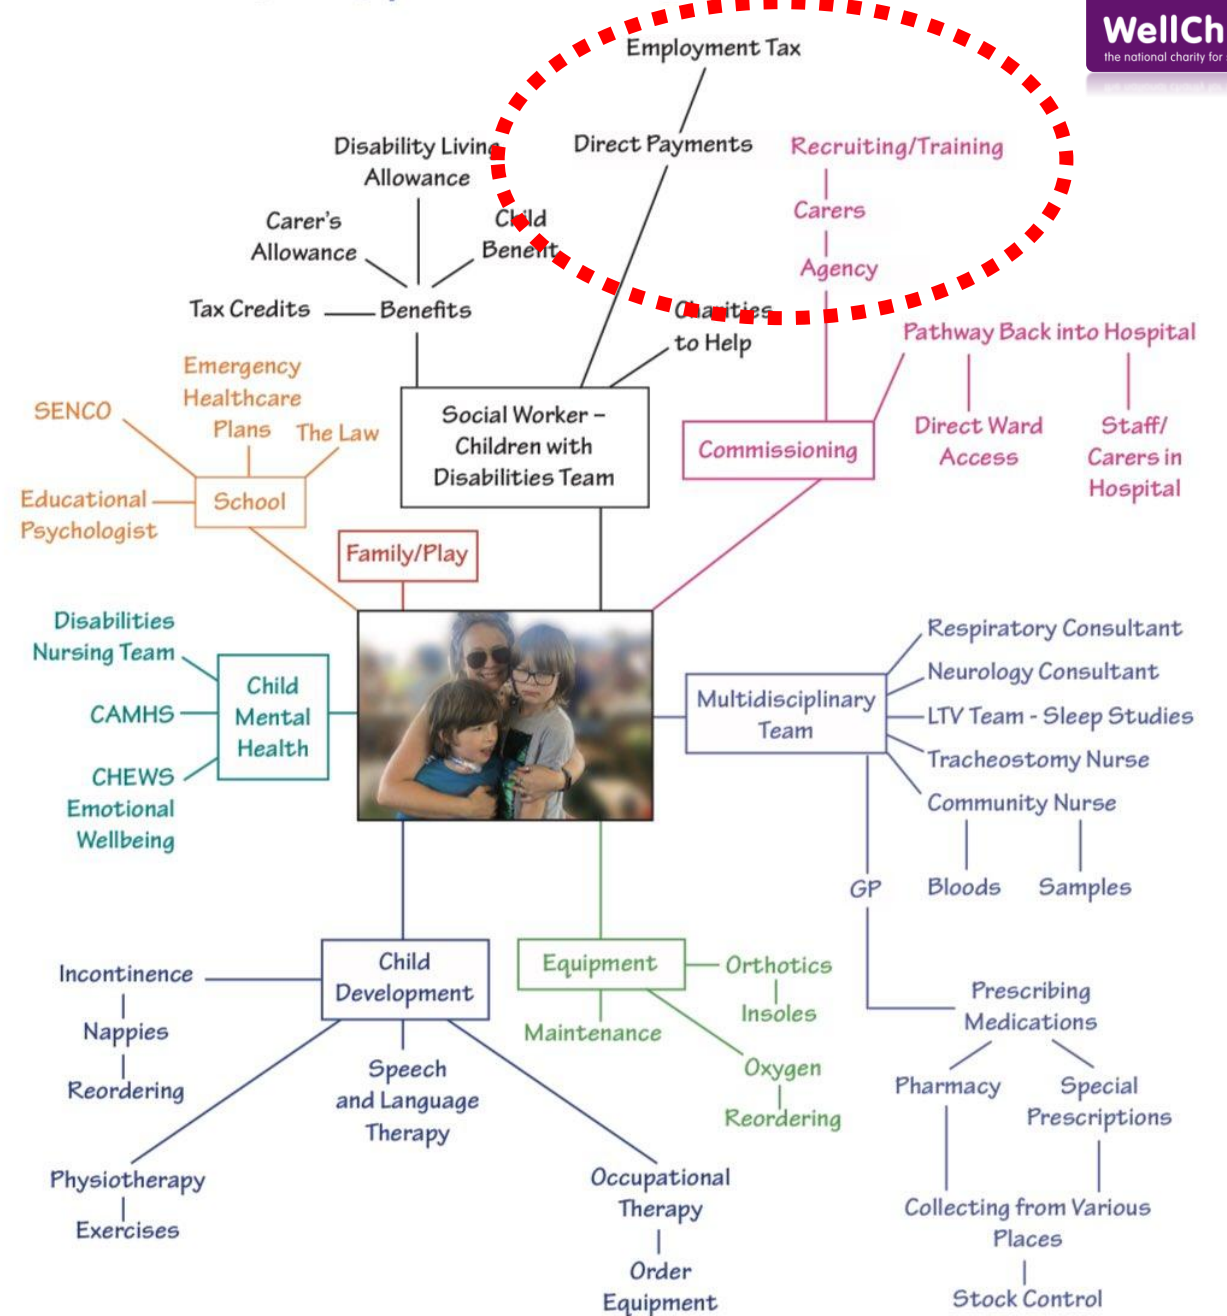 WellCh
the national charity for
Employment Tax
Direct Payments
Recruiting/Training
Carers
Agency
Disability Living
Allowance
Carer's
Allowance
Child
Benefit
Tax Credits
Benefits
Charities
to Help
Social Worker –
Children with
Disabilities Team
Commissioning
Pathway Back into Hospital
Direct Ward
Access
Staff/
Carers in
Hospital
SENCO
Emergency
Healthcare
Plans
The Law
Educational
Psychologist
School
Family/Play
Disabilities
Nursing Team
CAMHS
CHEWS
Emotional
Wellbeing
Child
Mental
Health
Multidisciplinary
Team
Respiratory Consultant
Neurology Consultant
LTV Team - Sleep Studies
Tracheostomy Nurse
Community Nurse
Bloods
Samples
GP
Prescribing
Medications
Pharmacy
Special
Prescriptions
Collecting from Various
Places
Stock Control
Child
Development
Incontinence
Nappies
Reordering
Physiotherapy
Exercises
Speech
and Language
Therapy
Occupational
Therapy
Order
Equipment
Equipment
Orthotics
Insoles
Maintenance
Oxygen
Reordering